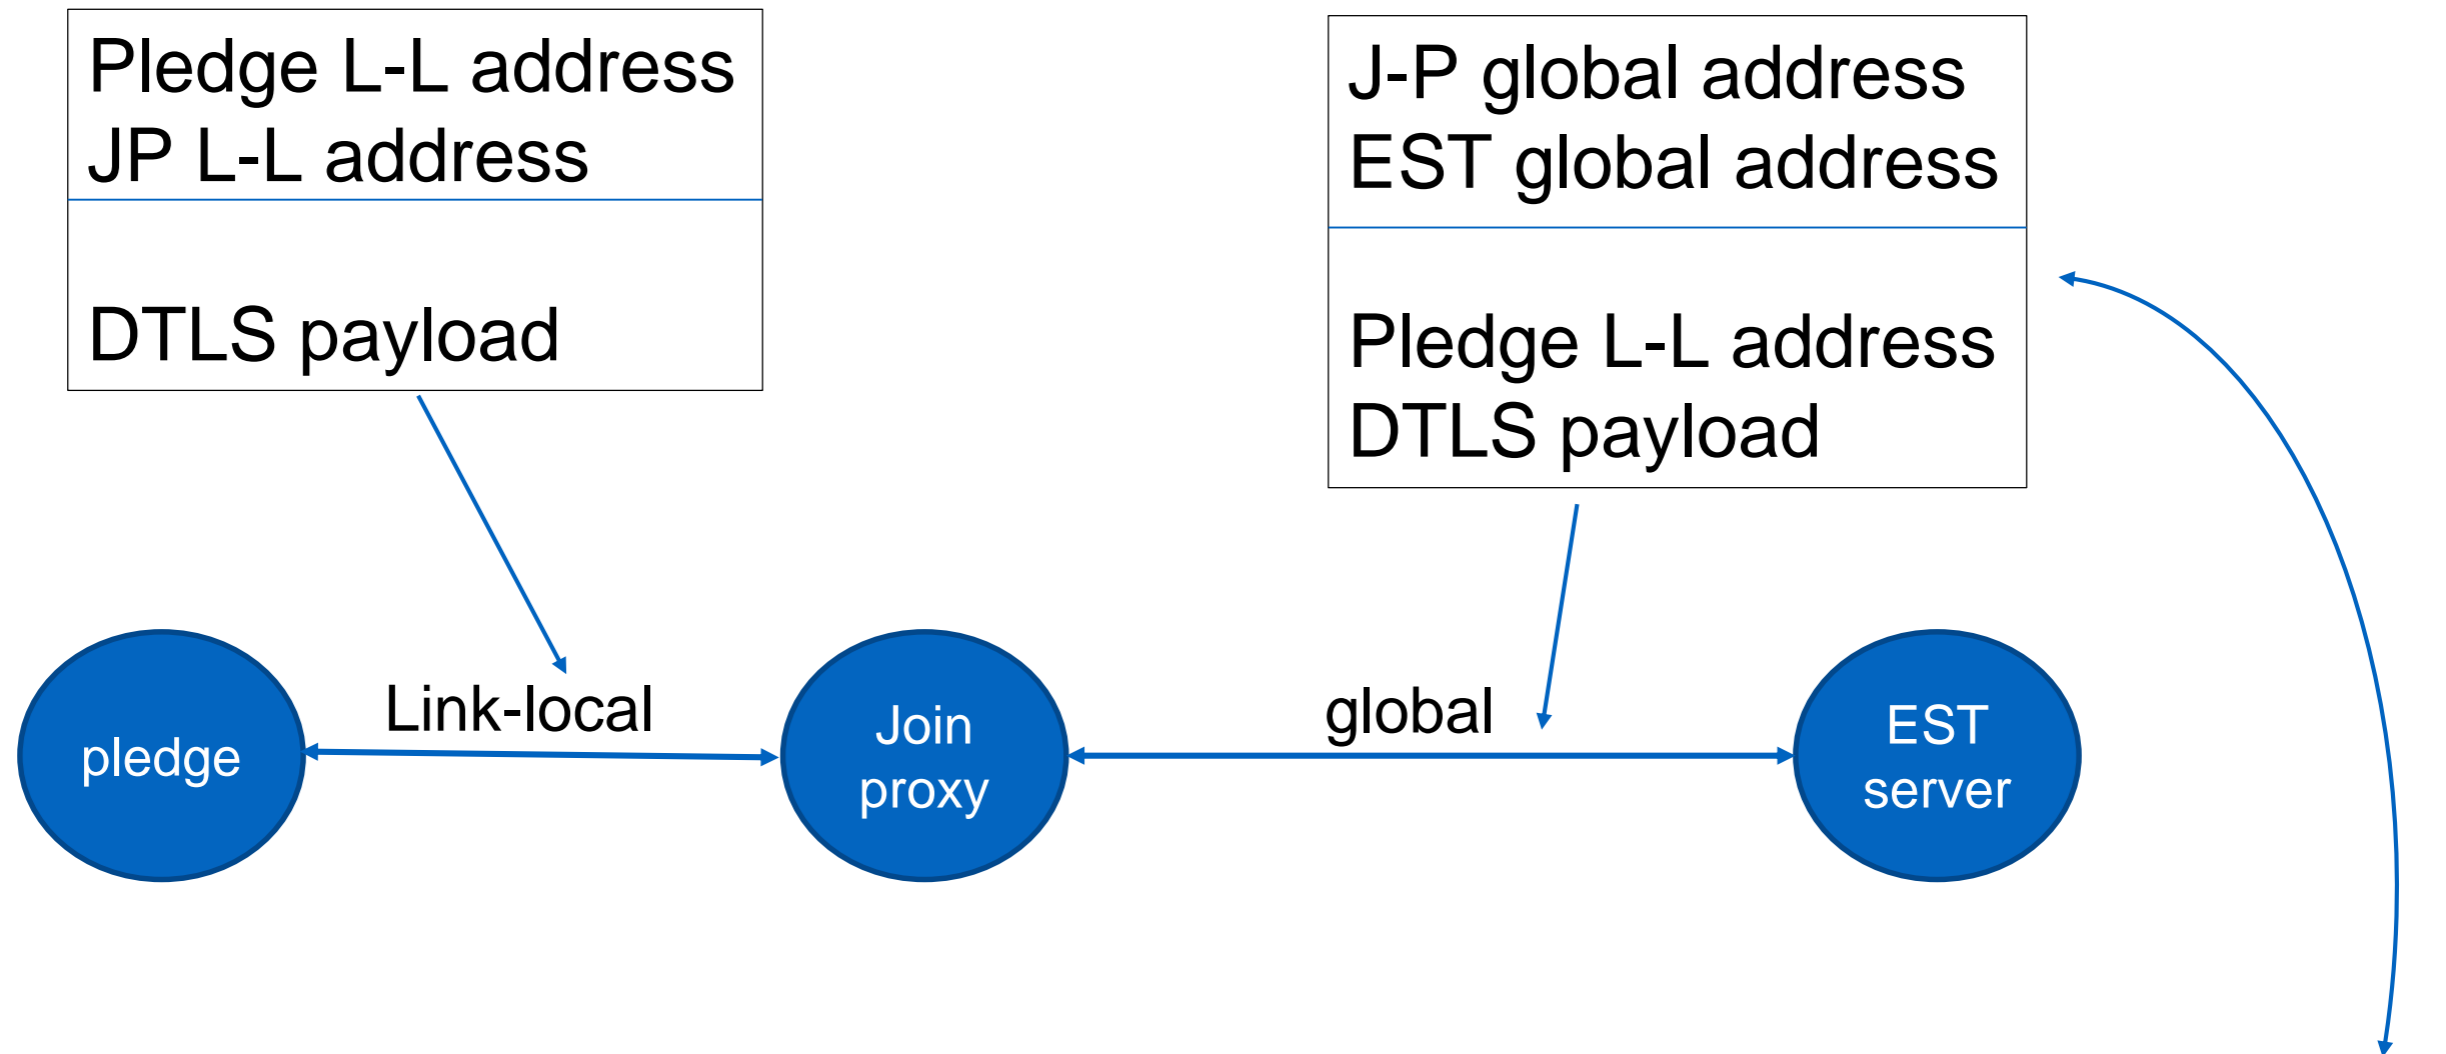 Pledge L-L address
JP L-L address
DTLS payload
J-P global address
EST global address
Pledge L-L address
DTLS payload
pledge
Link-local
Join
proxy
global
EST
server